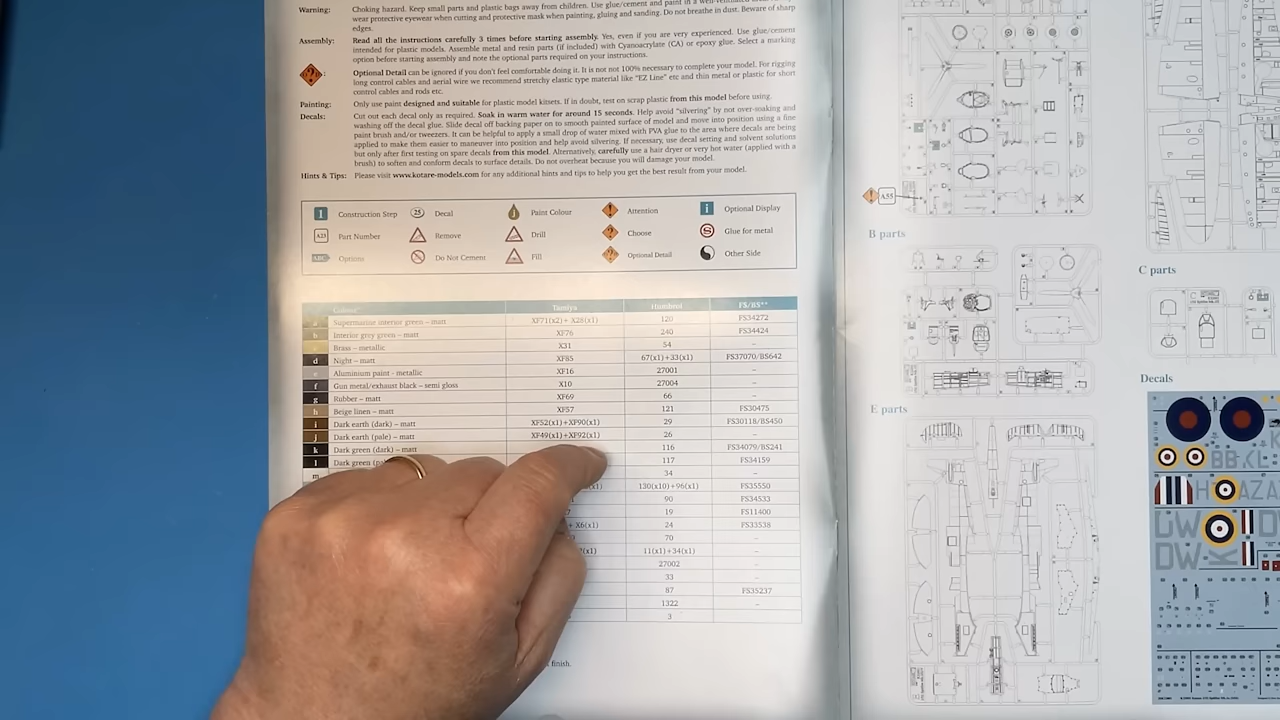 Warning: Choking hazard. Keep small parts and plastic bags away from children. Use glue/cement and paint in a well-ventilated
wear protective eyewear when cutting and protective mask when painting, gluing and sanding. Do not breathe in dust. Beware of sharp
edges.
Assembly: Read all the instructions carefully 3 times before starting assembly. Yes, even if you are very experienced. Use glue/cement
intended for plastic models. Assemble metal and resin parts (if included) with Cyanoacrylate (CA) or epoxy glue. Select a marking
option before starting assembly and note the optional parts required on your instructions.
? : Optional Detail can be ignored if you don't feel comfortable doing it. It is not not 100% necessary to complete your model. For rigging
long control cables and aerial wire we recommend stretchy elastic type material like "EZ Line" etc and thin metal or plastic for short
control cables and rods etc.
Painting: Only use paint designed and suitable for plastic model kitsets. If in doubt, test on scrap plastic from this model before using.
Decals: Cut out each decal only as required. Soak in warm water for around 15 seconds. Help avoid "silvering" by not over-soaking and
washing off the decal glue. Slide decal off backing paper on to smooth painted surface of model and move into position using a fine
paint brush and/or tweezers. It can be helpful to apply a small drop of water mixed with PVA glue to the area where decals are being
applied to make them easier to maneuver into position and help avoid silvering. If necessary, use decal setting and solvent solutions
but only after first testing on spare decals from this model. Alternatively, carefully use a hair dryer or very hot water (applied with a
brush) to soften and conform decals to surface details. Do not overheat because you will damage your model.
Hints & Tips: Please visit www.kotare-models.com for any additional hints and tips to help you get the best result from your model.
1 Construction Step 25 Decal J Paint Colour ! Attention i Optional Display
A23 Part Number Remove Drill ? Choose S Glue for metal
ABC Options Do Not Cement Fill ? Optional Detail Other Side
Colour* Tamiya Humbrol FS/BS**
a Supermarine interior green – matt XF71(x2) + X28(x1) 120 FS34272
b Interior grey green – matt XF76 240 FS34424
Brass – metallic X31 54 –
d Night – matt XF85 67(x1)+33(x1) FS37070/BS642
e Aluminium paint - metallic XF16 27001 –
f Gun metal/exhaust black – semi gloss X10 27004 –
g Rubber – matt XF69 66 –
h Beige linen – matt XF57 121 FS30475
i Dark earth (dark) – matt XF52(x1)+XF90(x1) 29 FS30118/BS450
j Dark earth (pale) – matt XF49(x1)+XF92(x1) 26 –
k Dark green (dark) – matt 116 FS34079/BS241
l Dark green 117 FS34159
m 34 –
(x1) 130(x10)+96(x1) FS35550
90 FS34533
19 FS11400
+ X6(x1) 24 FS33538
70 –
(x1) 11(x1)+34(x1) –
27002 –
33 –
87 FS35237
1322 –
3
finish.
! A55
B parts
C parts
E parts
Decals
BBKL
H AZA
DW D
DW K